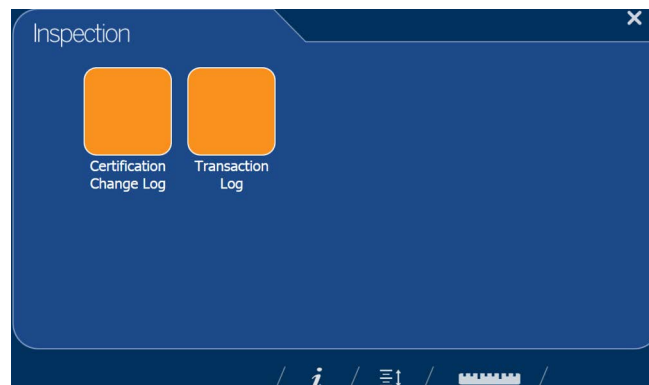 Inspection
Certification
Change Log
Transaction
Log